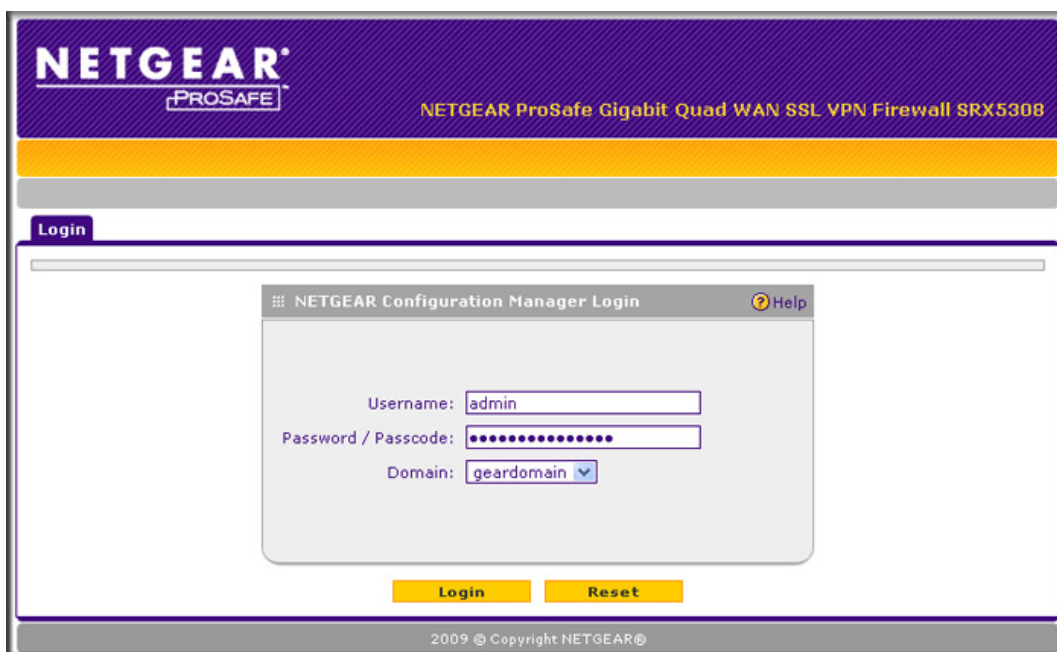 NETGEAR®
PROSAFE™
NETGEAR ProSafe Gigabit Quad WAN SSL VPN Firewall SRX5308
Login
NETGEAR Configuration Manager Login
? Help
Username: admin
Password / Passcode: •••••••••••••••
Domain: geardomain
Login Reset
2009 © Copyright NETGEAR®